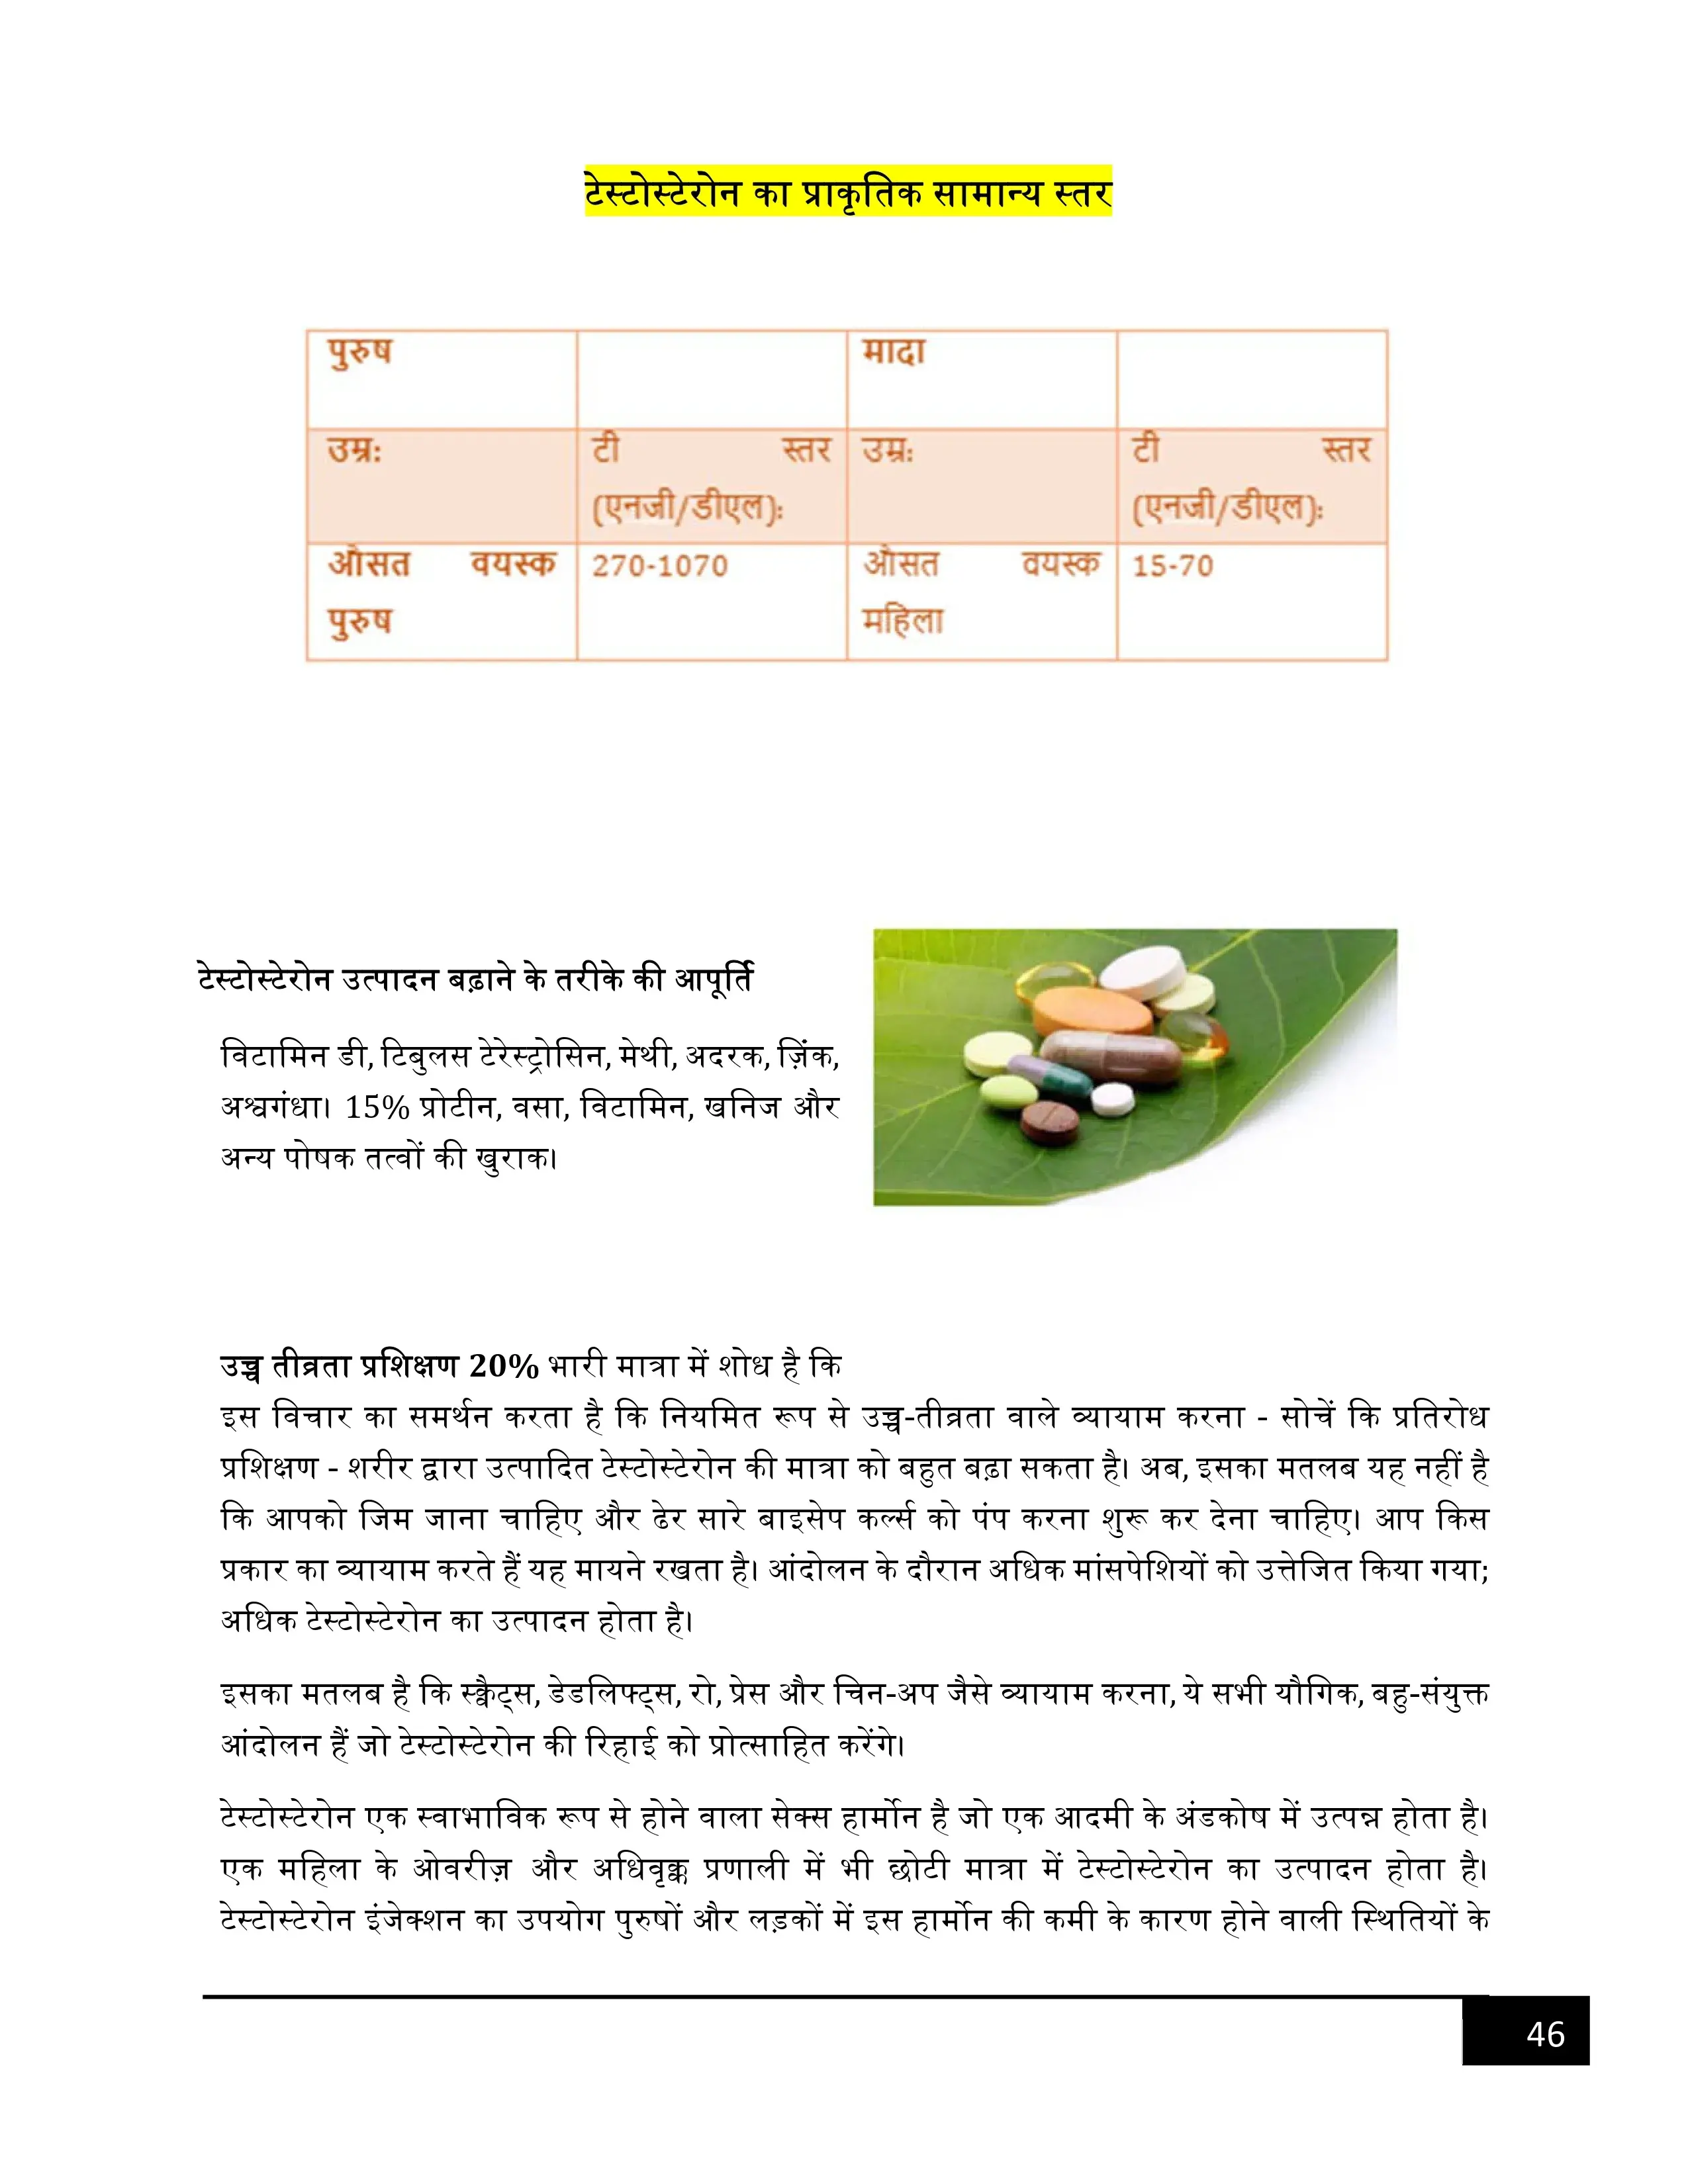 टेस्टोस्टेरोन का प्राकृतिक सामान्य स्तर
पुरुष मादा
उम्र: टी स्तर उम्र: टी स्तर
(एनजी/डीएल): (एनजी/डीएल):
औसत वयस्क 270-1070 औसत वयस्क 15-70
पुरुष महिला
टेस्टोस्टेरोन उत्पादन बढ़ाने के तरीके की आपूर्ति
विटामिन डी, टिबुलस टेरेस्ट्रोसिन, मेथी, अदरक, ज़िंक,
अश्वगंधा। 15% प्रोटीन, वसा, विटामिन, खनिज और
अन्य पोषक तत्वों की खुराक।
उच्च तीव्रता प्रशिक्षण 20% भारी मात्रा में शोध है कि
इस विचार का समर्थन करता है कि नियमित रूप से उच्च-तीव्रता वाले व्यायाम करना - सोचें कि प्रतिरोध
प्रशिक्षण - शरीर द्वारा उत्पादित टेस्टोस्टेरोन की मात्रा को बहुत बढ़ा सकता है। अब, इसका मतलब यह नहीं है
कि आपको जिम जाना चाहिए और ढेर सारे बाइसेप कर्ल्स को पंप करना शुरू कर देना चाहिए। आप किस
प्रकार का व्यायाम करते हैं यह मायने रखता है। आंदोलन के दौरान अधिक मांसपेशियों को उत्तेजित किया गया;
अधिक टेस्टोस्टेरोन का उत्पादन होता है।
इसका मतलब है कि स्क्वैट्स, डेडलिफ्ट्स, रो, प्रेस और चिन-अप जैसे व्यायाम करना, ये सभी यौगिक, बहु-संयुक्त
आंदोलन हैं जो टेस्टोस्टेरोन की रिहाई को प्रोत्साहित करेंगे।
टेस्टोस्टेरोन एक स्वाभाविक रूप से होने वाला सेक्स हार्मोन है जो एक आदमी के अंडकोष में उत्पन्न होता है।
एक महिला के ओवरीज़ और अधिवृक्क प्रणाली में भी छोटी मात्रा में टेस्टोस्टेरोन का उत्पादन होता है।
टेस्टोस्टेरोन इंजेक्शन का उपयोग पुरुषों और लड़कों में इस हार्मोन की कमी के कारण होने वाली स्थितियों के
46